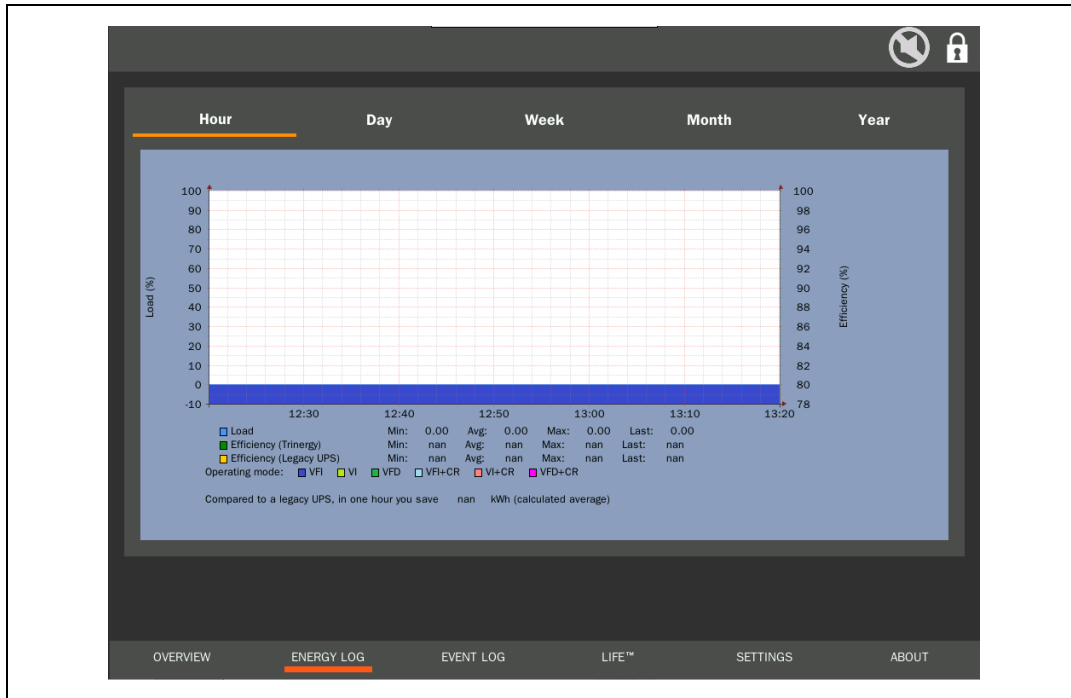 Hour Day Week Month Year
100 100
90 98
80 96
70 94
60 92
50 90
40 88
30 86
20 84
10 82
0 80
-10 78
Load (%)
Efficiency (%)
12:30 12:40 12:50 13:00 13:10 13:20
Load Min: 0.00 Avg: 0.00 Max: 0.00 Last: 0.00
Efficiency (Trinergy) Min: nan Avg: nan Max: nan Last: nan
Efficiency (Legacy UPS) Min: nan Avg: nan Max: nan Last: nan
Operating mode: VFI VI VFD VFI+CR VI+CR VFD+CR
Compared to a legacy UPS, in one hour you save nan kWh (calculated average)
OVERVIEW ENERGY LOG EVENT LOG LIFE™ SETTINGS ABOUT